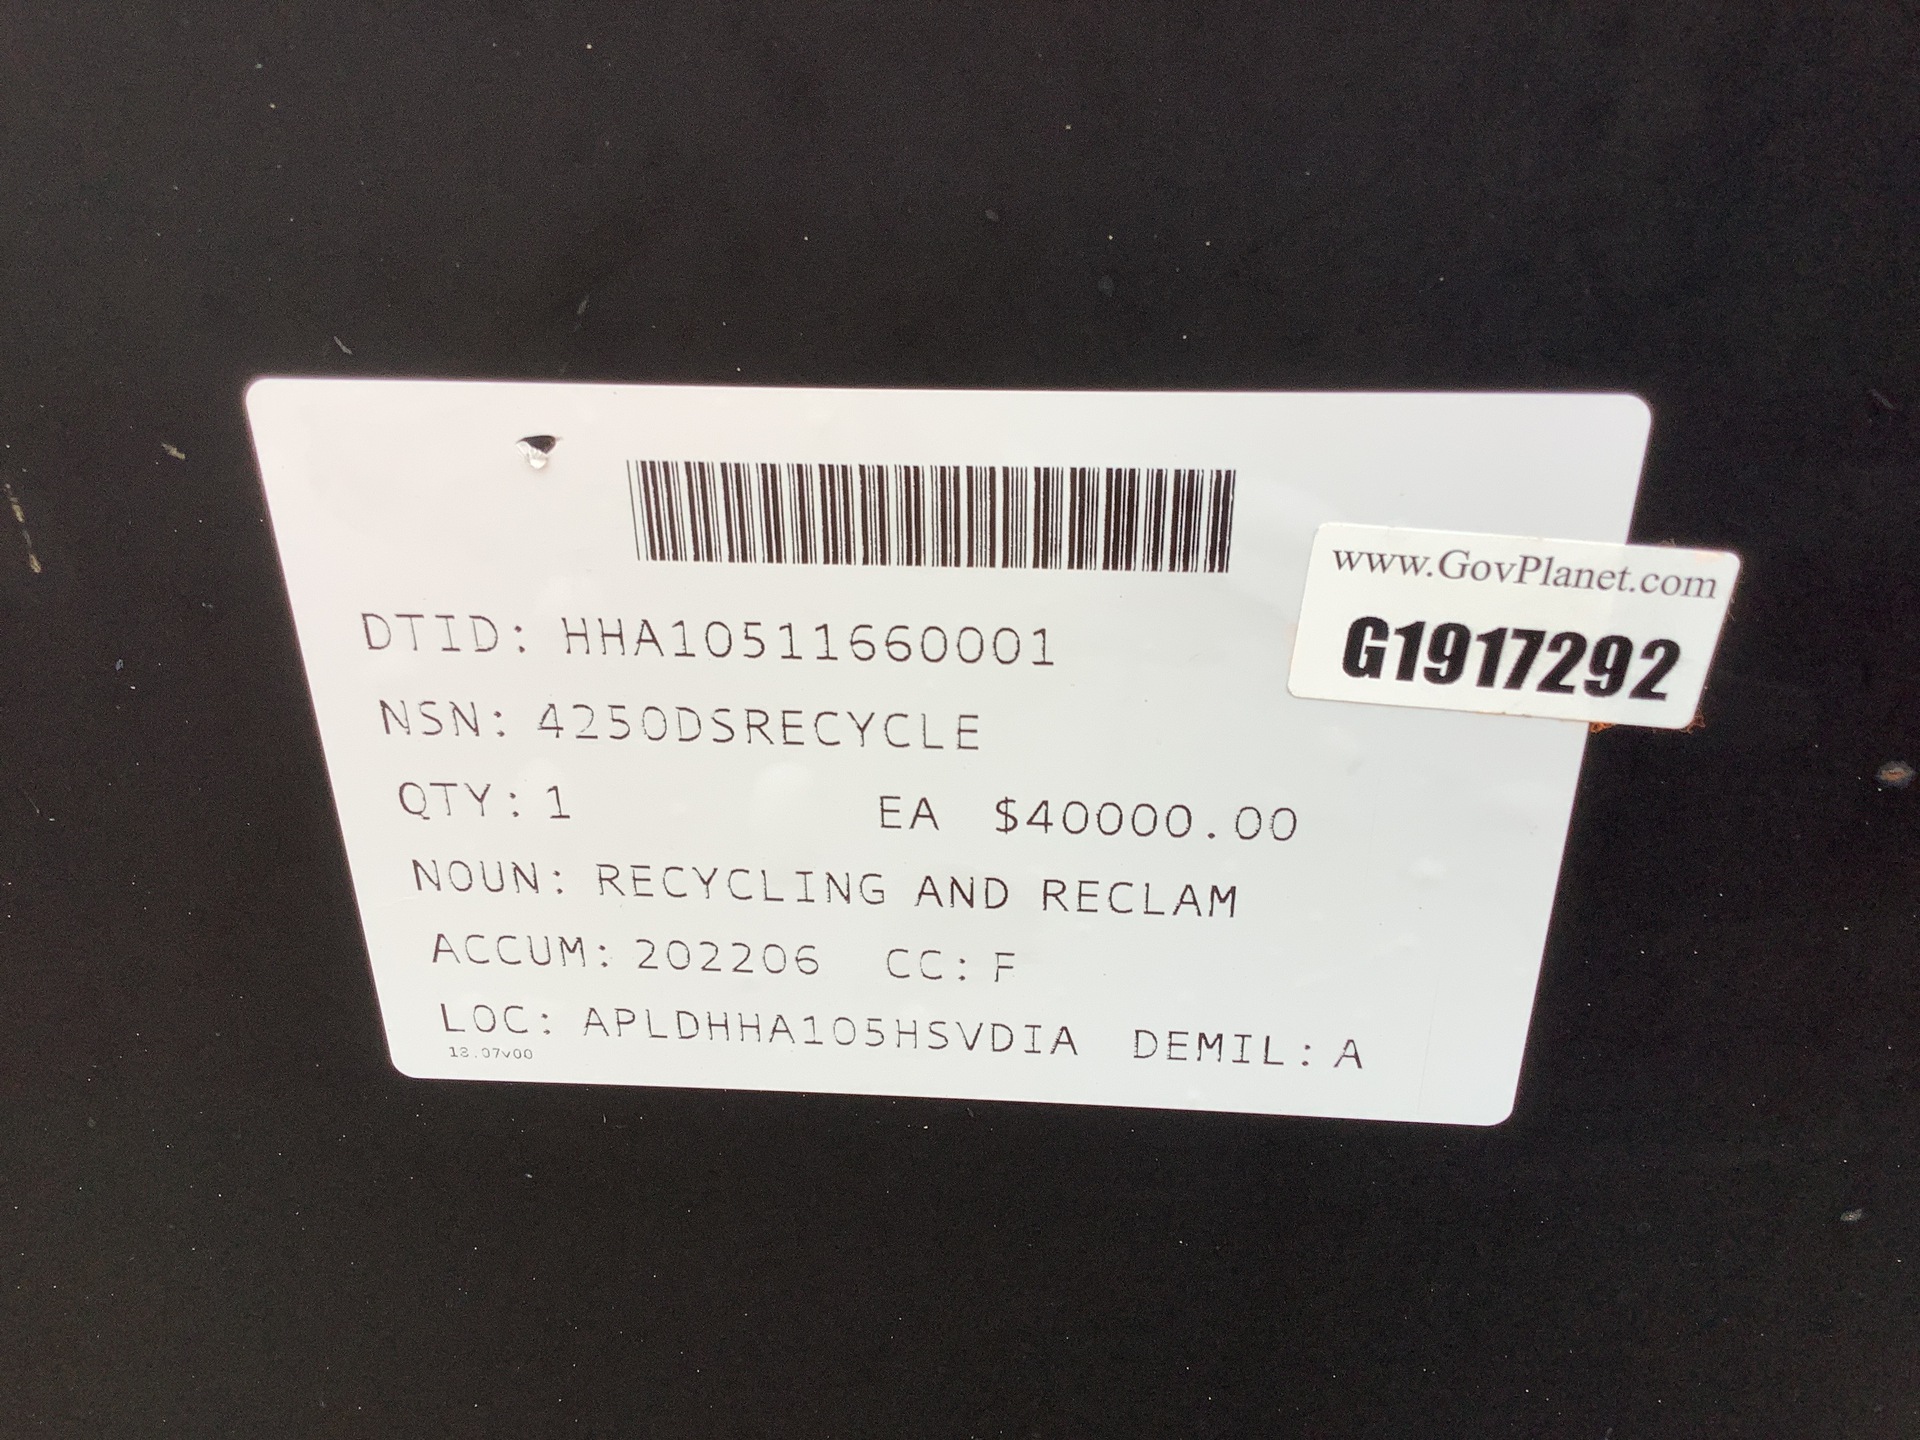 www.GovPlanet.com
G1917292
DTID: HHA10511660001
NSN: 4250DSRECYCLE
QTY: 1 EA $40000.00
NOUN: RECYCLING AND RECLAM
ACCUM: 202206 CC: F
LOC: APLDHHA105HSVDIA DEMIL: A
18.07v00